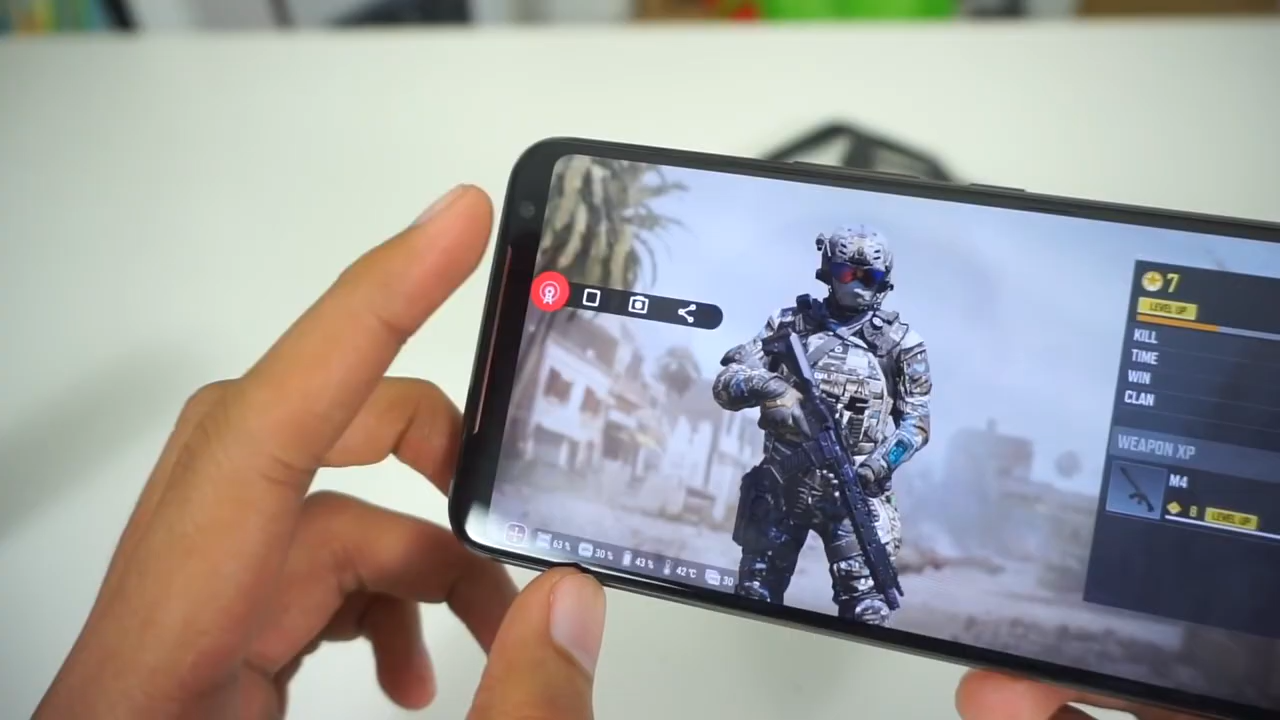 7
LEVEL UP
KILL
TIME
WIN
CLAN
WEAPON XP
M4
8
LEVEL UP
63 %
30 %
43 %
42 °C
30